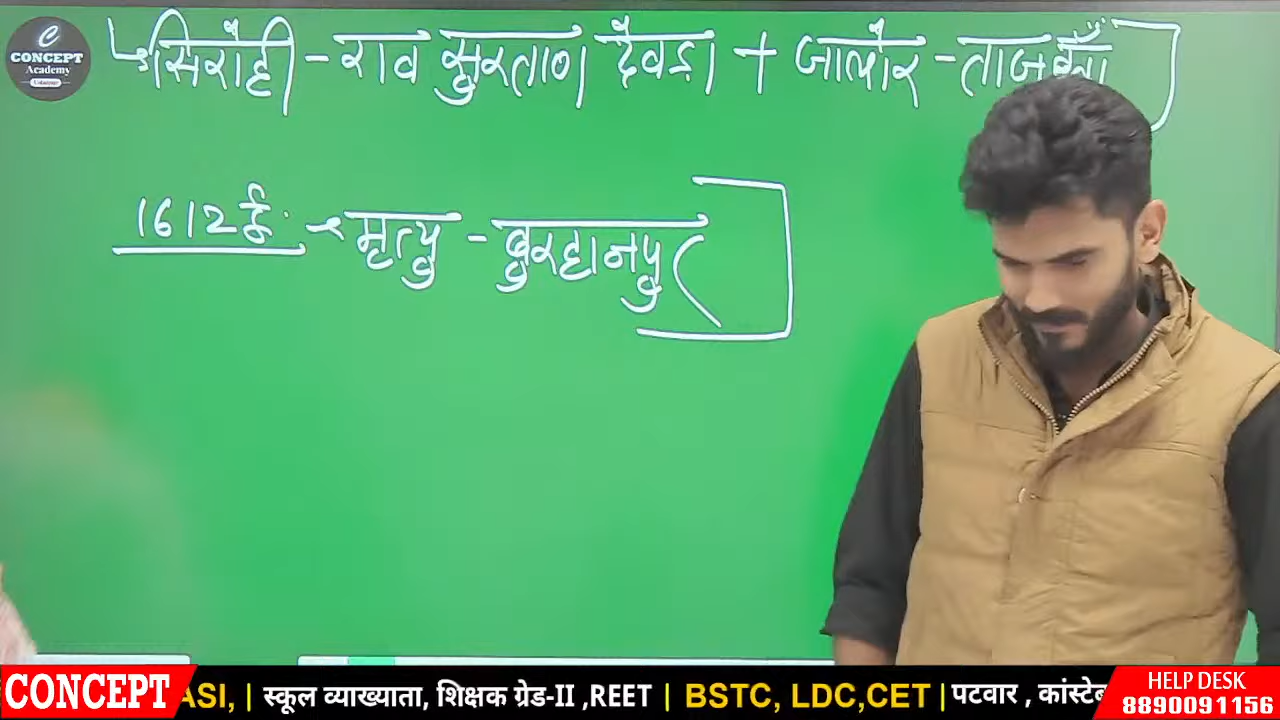 CONCEPT
Academy
↳ सिरोही - राव सुरताण देवड़ा + जालोर - ताजखाँ
1612 ई. - मृत्यु - बुरहानपुर
CONCEPT
ASI, | स्कूल व्याख्याता, शिक्षक ग्रेड-II ,REET | BSTC, LDC,CET | पटवार , कांस्टेब
HELP DESK
8890091156